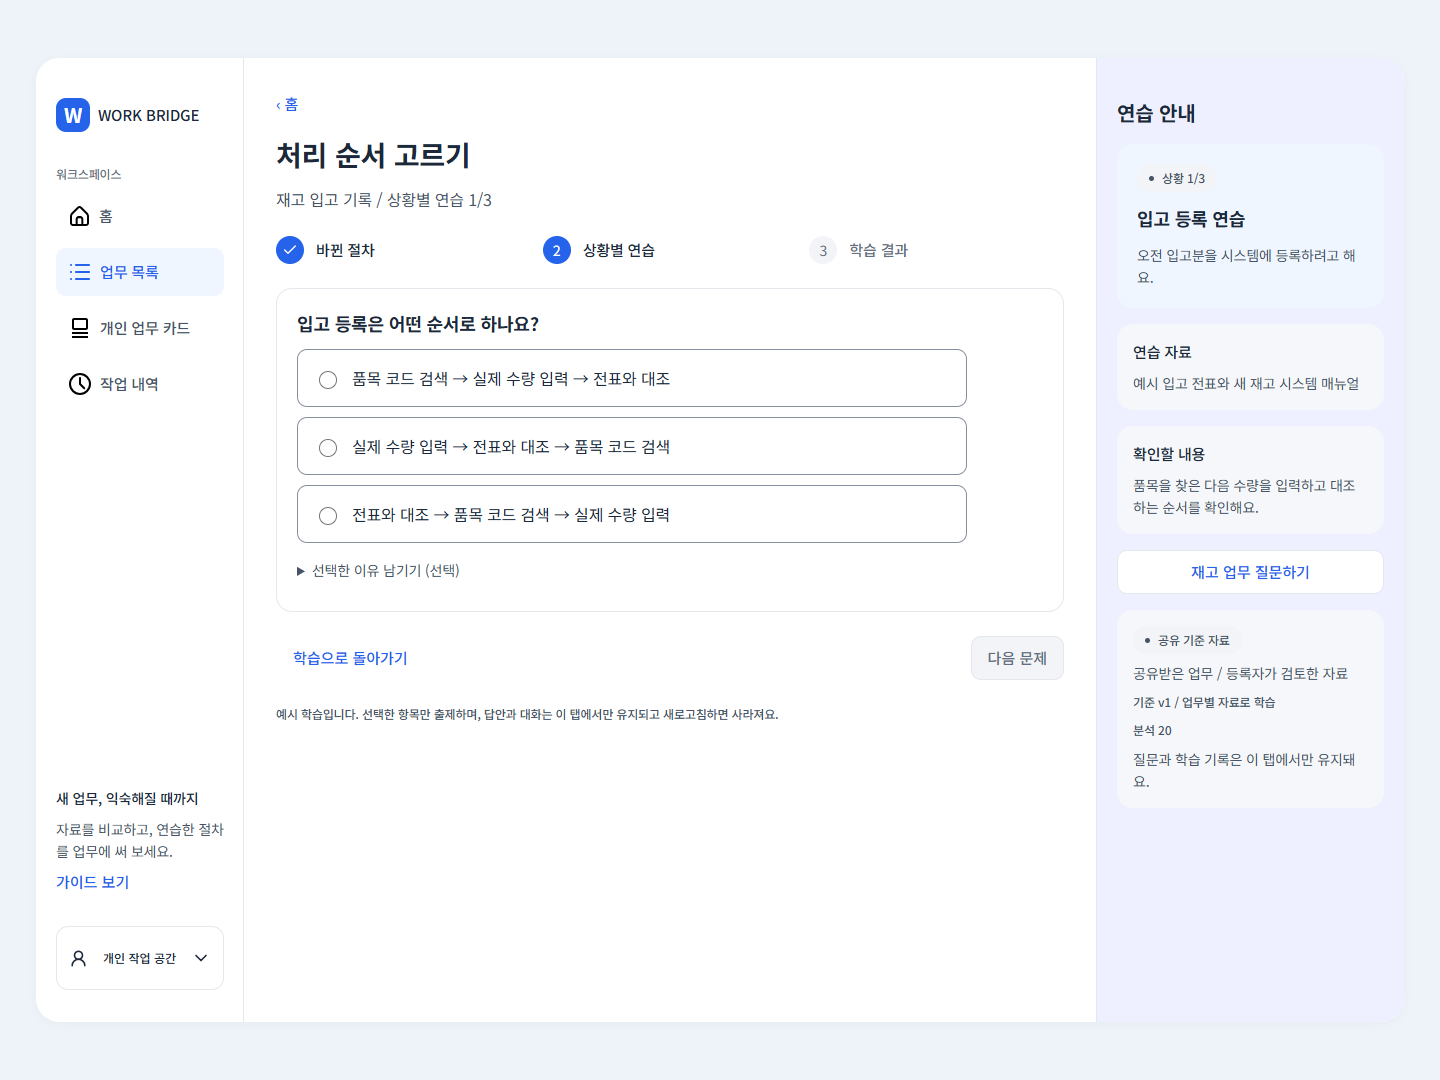 W WORK BRIDGE
워크스페이스
홈
업무 목록
개인 업무 카드
작업 내역
새 업무, 익숙해질 때까지
자료를 비교하고, 연습한 절차
를 업무에 써 보세요.
가이드 보기
개인 작업 공간
‹ 홈
처리 순서 고르기
재고 입고 기록 / 상황별 연습 1/3
바뀐 절차
2 상황별 연습
3 학습 결과
입고 등록은 어떤 순서로 하나요?
품목 코드 검색 → 실제 수량 입력 → 전표와 대조
실제 수량 입력 → 전표와 대조 → 품목 코드 검색
전표와 대조 → 품목 코드 검색 → 실제 수량 입력
▶ 선택한 이유 남기기 (선택)
학습으로 돌아가기
다음 문제
예시 학습입니다. 선택한 항목만 출제하며, 답안과 대화는 이 탭에서만 유지되고 새로고침하면 사라져요.
연습 안내
• 상황 1/3
입고 등록 연습
오전 입고분을 시스템에 등록하려고 해
요.
연습 자료
예시 입고 전표와 새 재고 시스템 매뉴얼
확인할 내용
품목을 찾은 다음 수량을 입력하고 대조
하는 순서를 확인해요.
재고 업무 질문하기
• 공유 기준 자료
공유받은 업무 / 등록자가 검토한 자료
기준 v1 / 업무별 자료로 학습
분석 20
질문과 학습 기록은 이 탭에서만 유지돼
요.